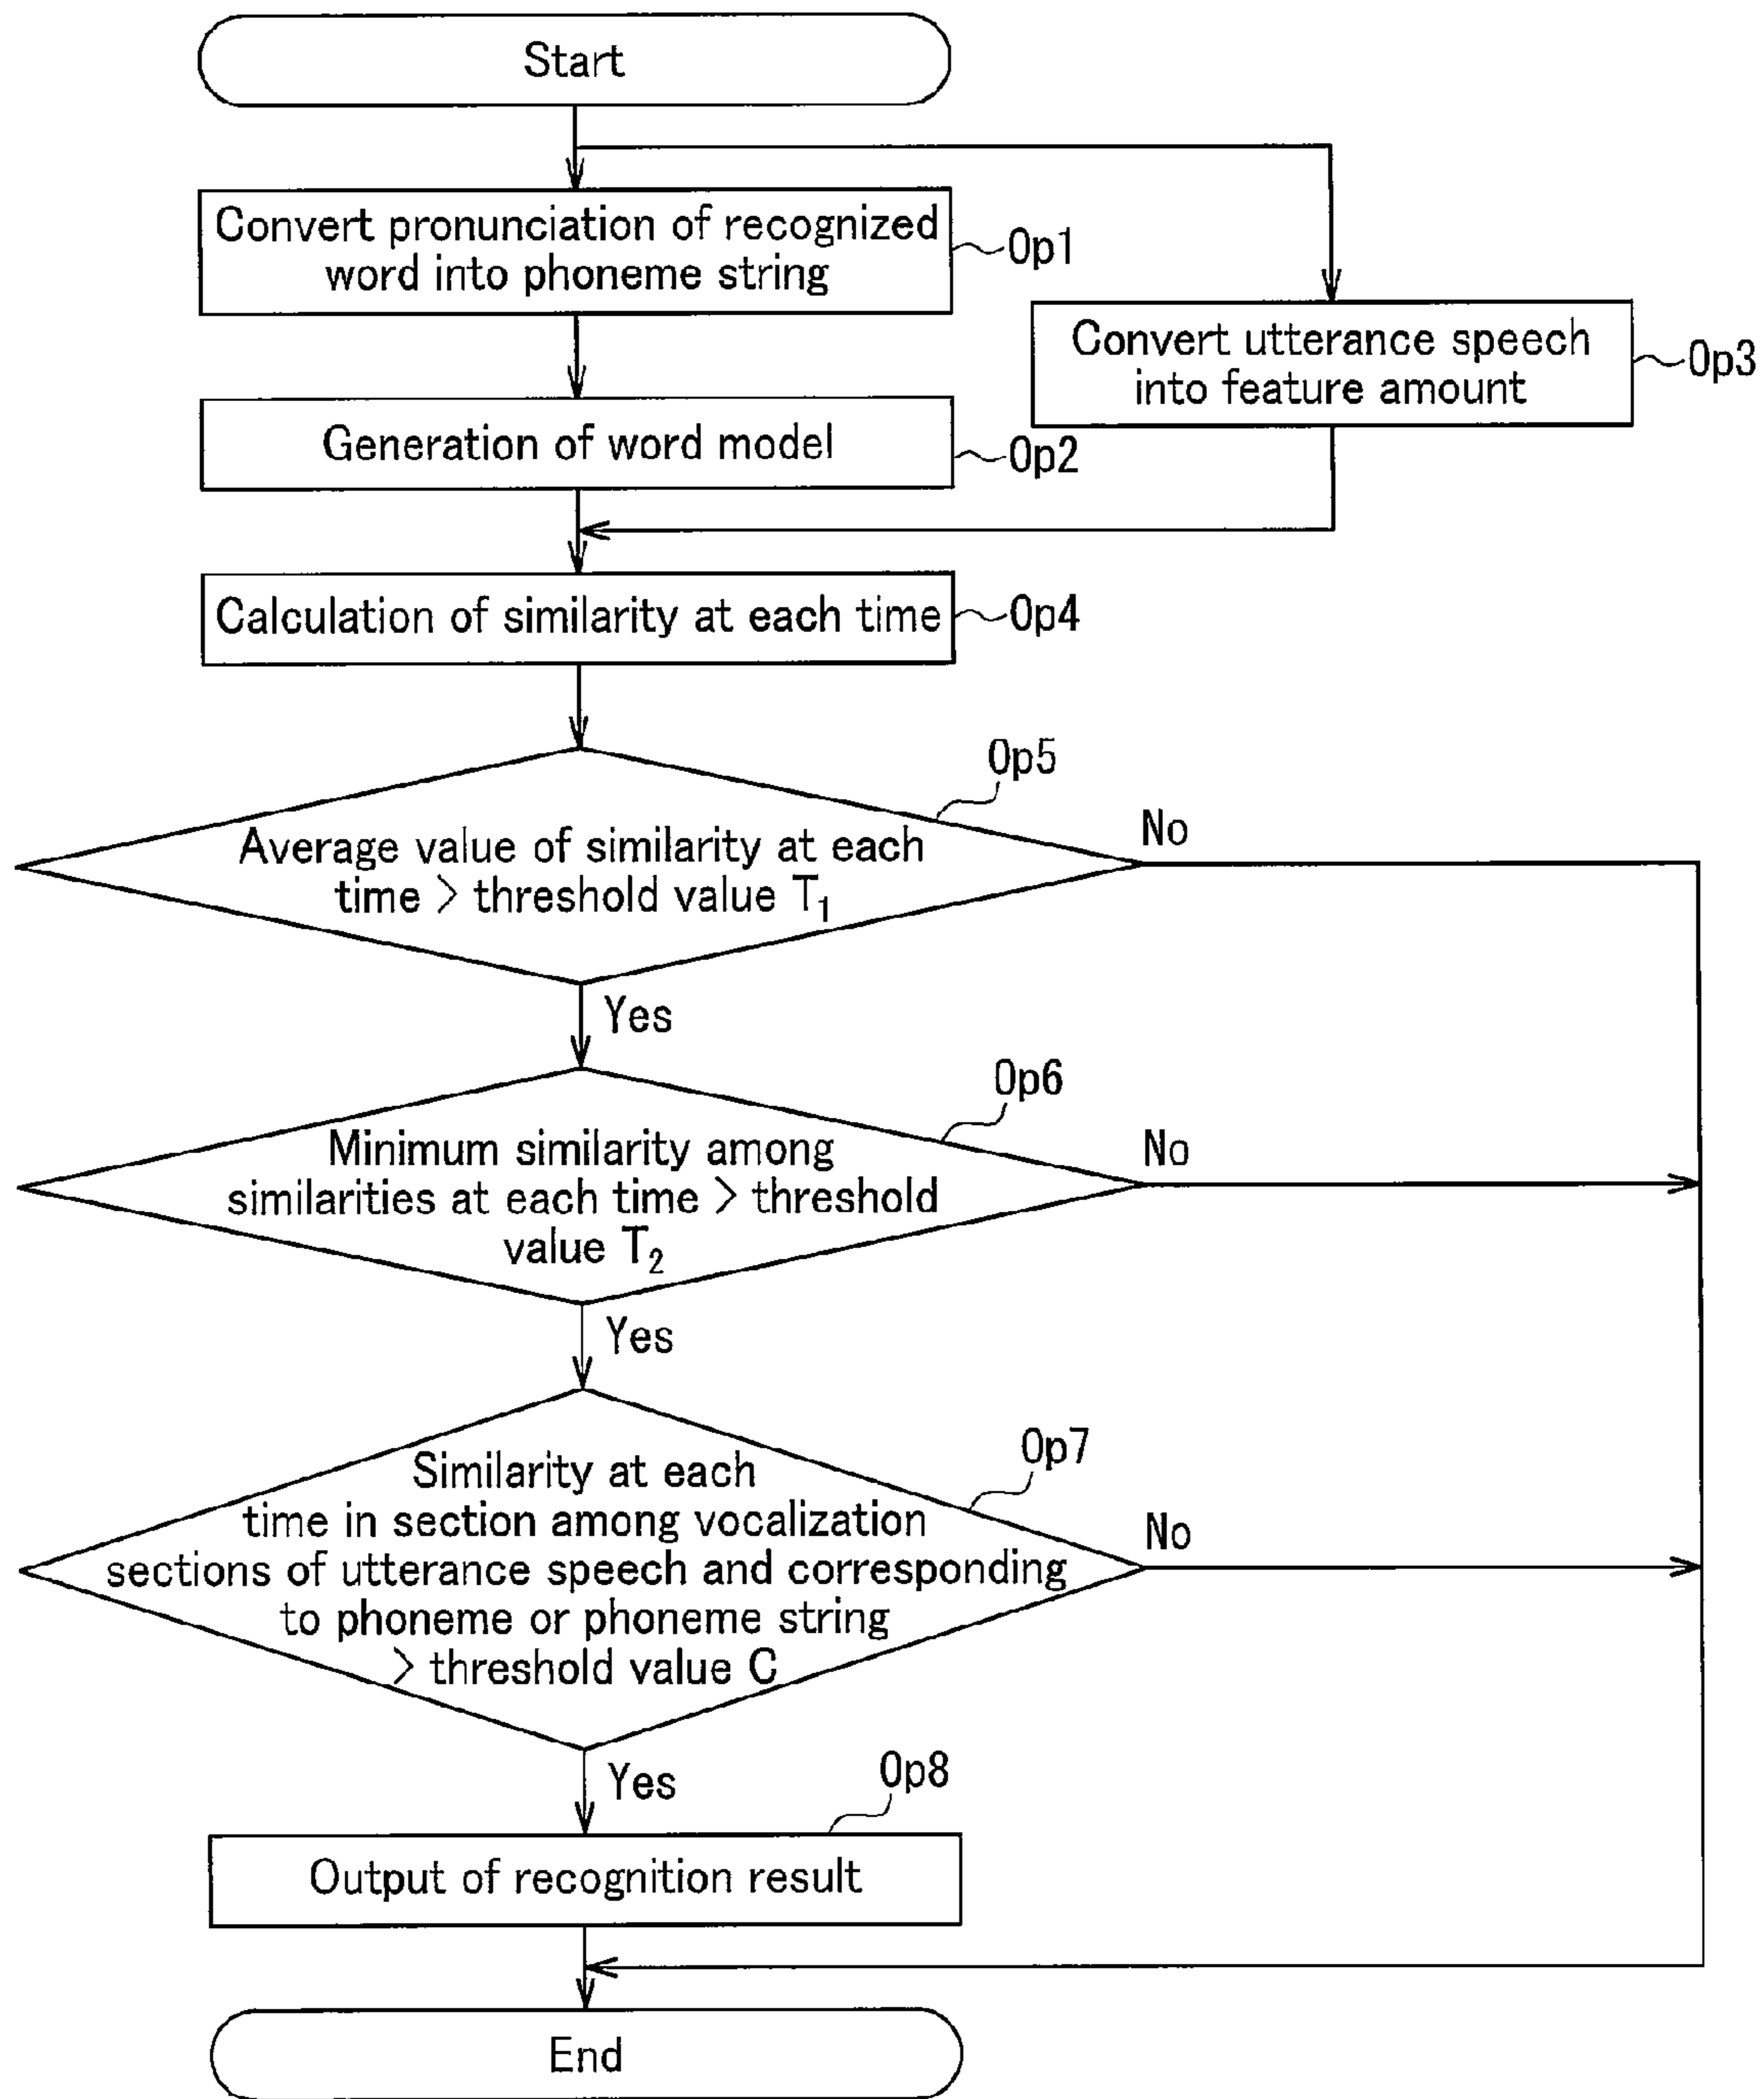 Start
Convert pronunciation of recognized
word into phoneme string
Op1
Convert utterance speech
into feature amount
Op3
Generation of word model
Op2
Calculation of similarity at each time
Op4
Op5
Average value of similarity at each
time > threshold value T₁
No
Yes
Op6
Minimum similarity among
similarities at each time > threshold
value T₂
No
Yes
Op7
Similarity at each
time in section among vocalization
sections of utterance speech and corresponding
to phoneme or phoneme string
> threshold value C
No
Yes
Op8
Output of recognition result
End